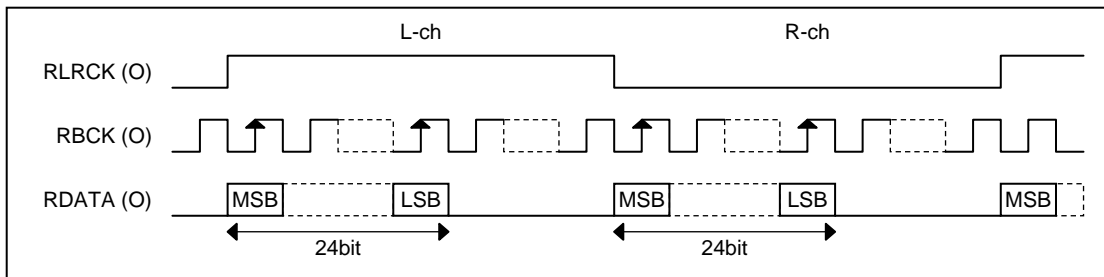 L-ch R-ch
RLRCK (O)
RBCK (O)
RDATA (O) MSB LSB MSB LSB MSB
24bit 24bit